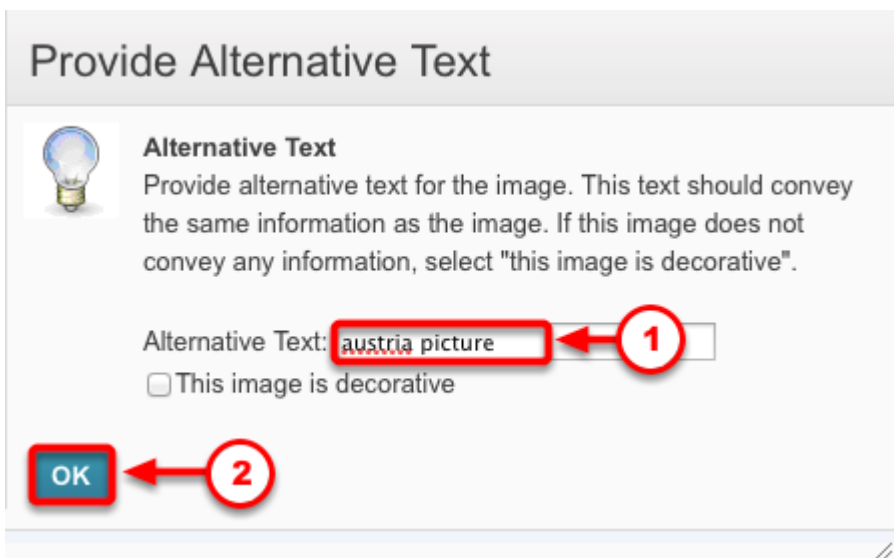 Provide Alternative Text
Alternative Text
Provide alternative text for the image. This text should convey
the same information as the image. If this image does not
convey any information, select "this image is decorative".
Alternative Text: austria picture 1
This image is decorative
OK 2